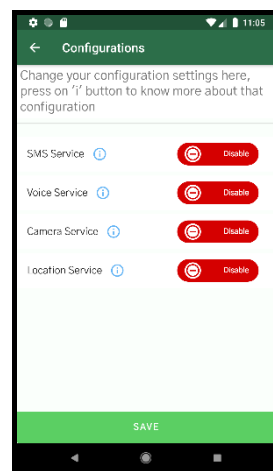 11:05
Configurations
Change your configuration settings here,
press on 'i' button to know more about that
configuration
SMS Service i Disable
Voice Service i Disable
Camera Service i Disable
Location Service i Disable
SAVE